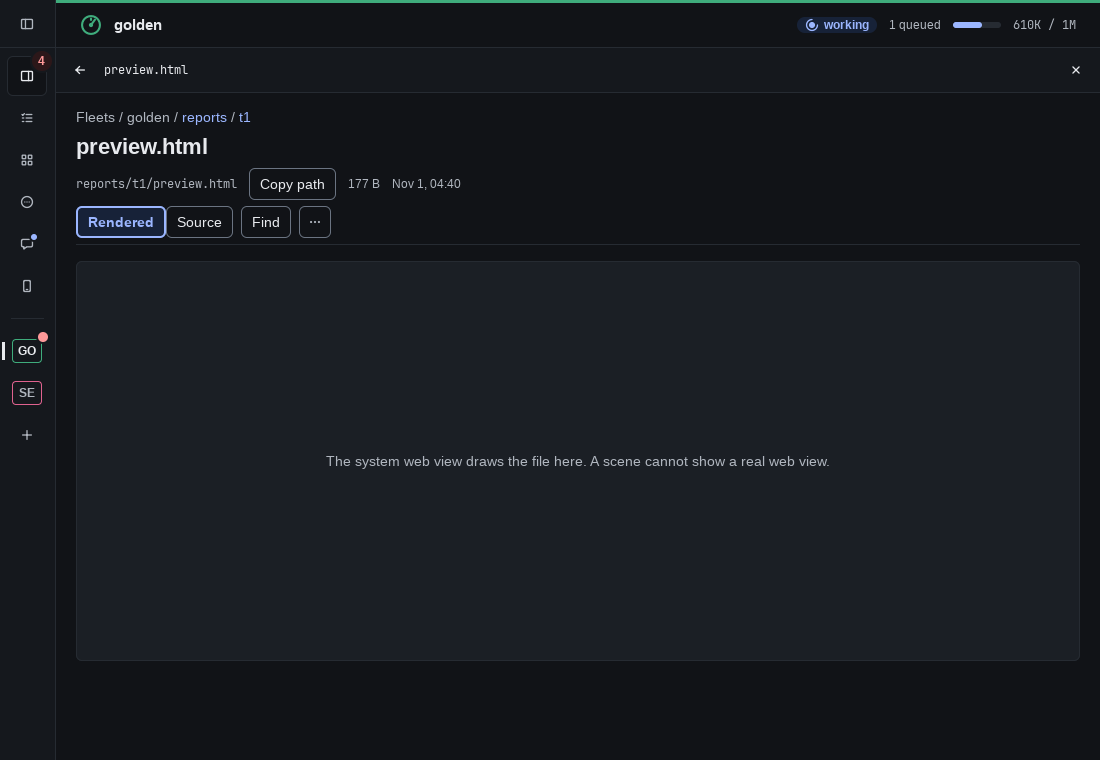 golden
working
1 queued
610K / 1M
4
preview.html
Fleets / golden / reports / t1
preview.html
reports/t1/preview.html
Copy path
177 B
Nov 1, 04:40
Rendered
Source
Find
GO
SE
The system web view draws the file here. A scene cannot show a real web view.